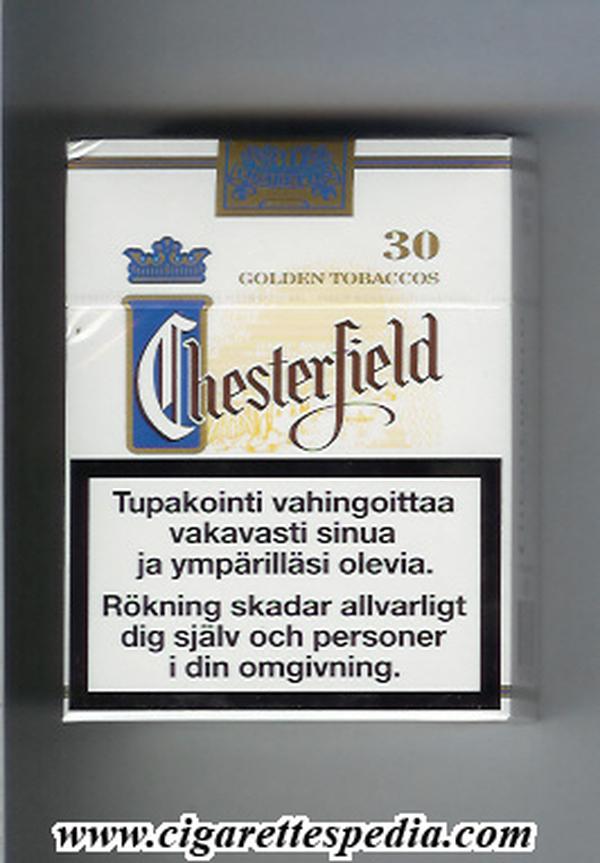 30
GOLDEN TOBACCOS
Chesterfield
Tupakointi vahingoittaa
vakavasti sinua
ja ympärilläsi olevia.
Rökning skadar allvarligt
dig själv och personer
i din omgivning.
www.cigarettespedia.com